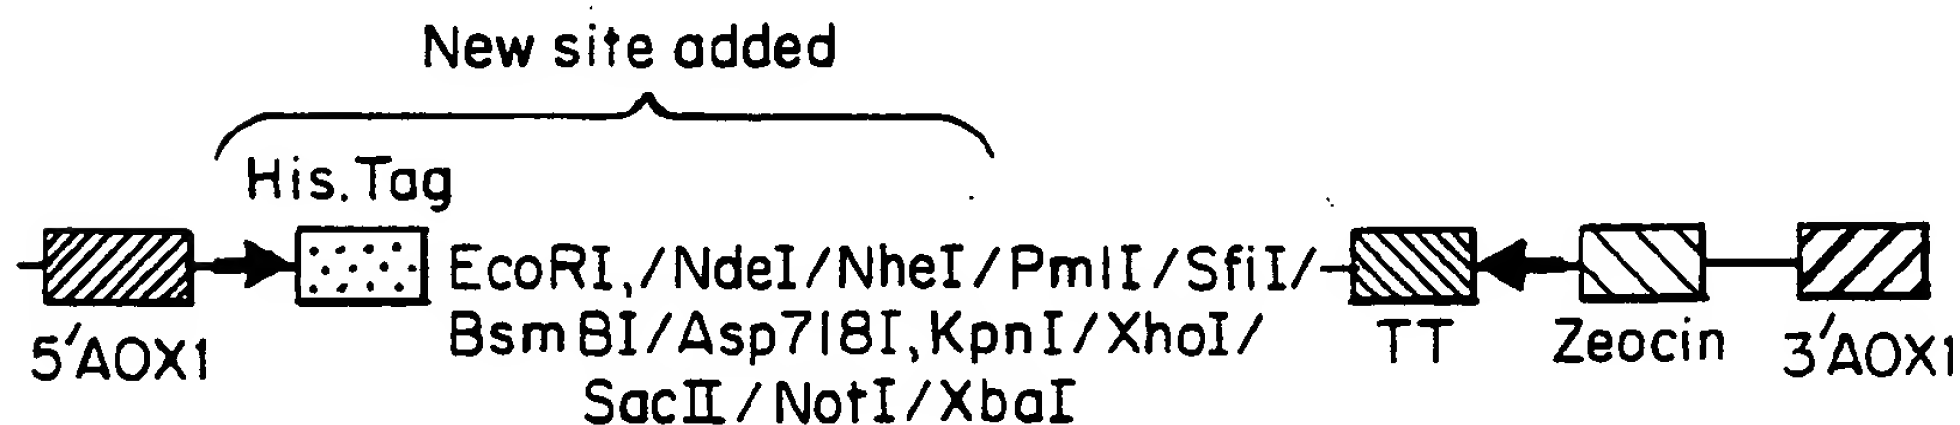 New site added
His.Tag
EcoRI,/NdeI/NheI/PmlI/SfiI/
BsmBI/Asp718I,KpnI/XhoI/
SacII/NotI/XbaI
5'AOX1
TT
Zeocin
3'AOX1